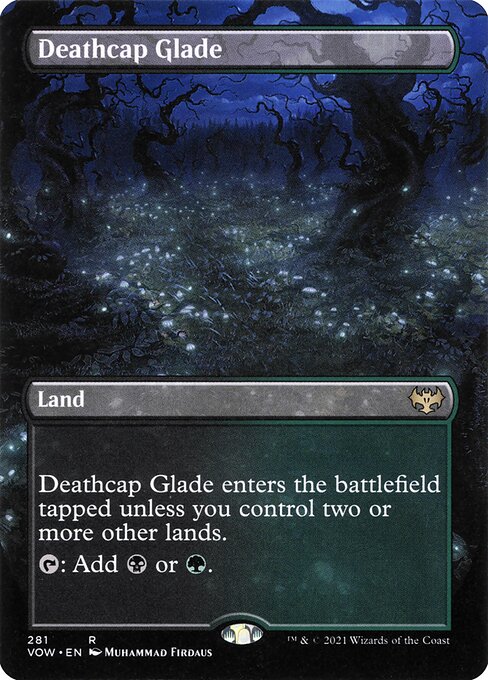 Deathcap Glade
Land
Deathcap Glade enters the battlefield
tapped unless you control two or
more other lands.
: Add or .
281 R
VOW • EN Muhammad Firdaus
™ & © 2021 Wizards of the Coast